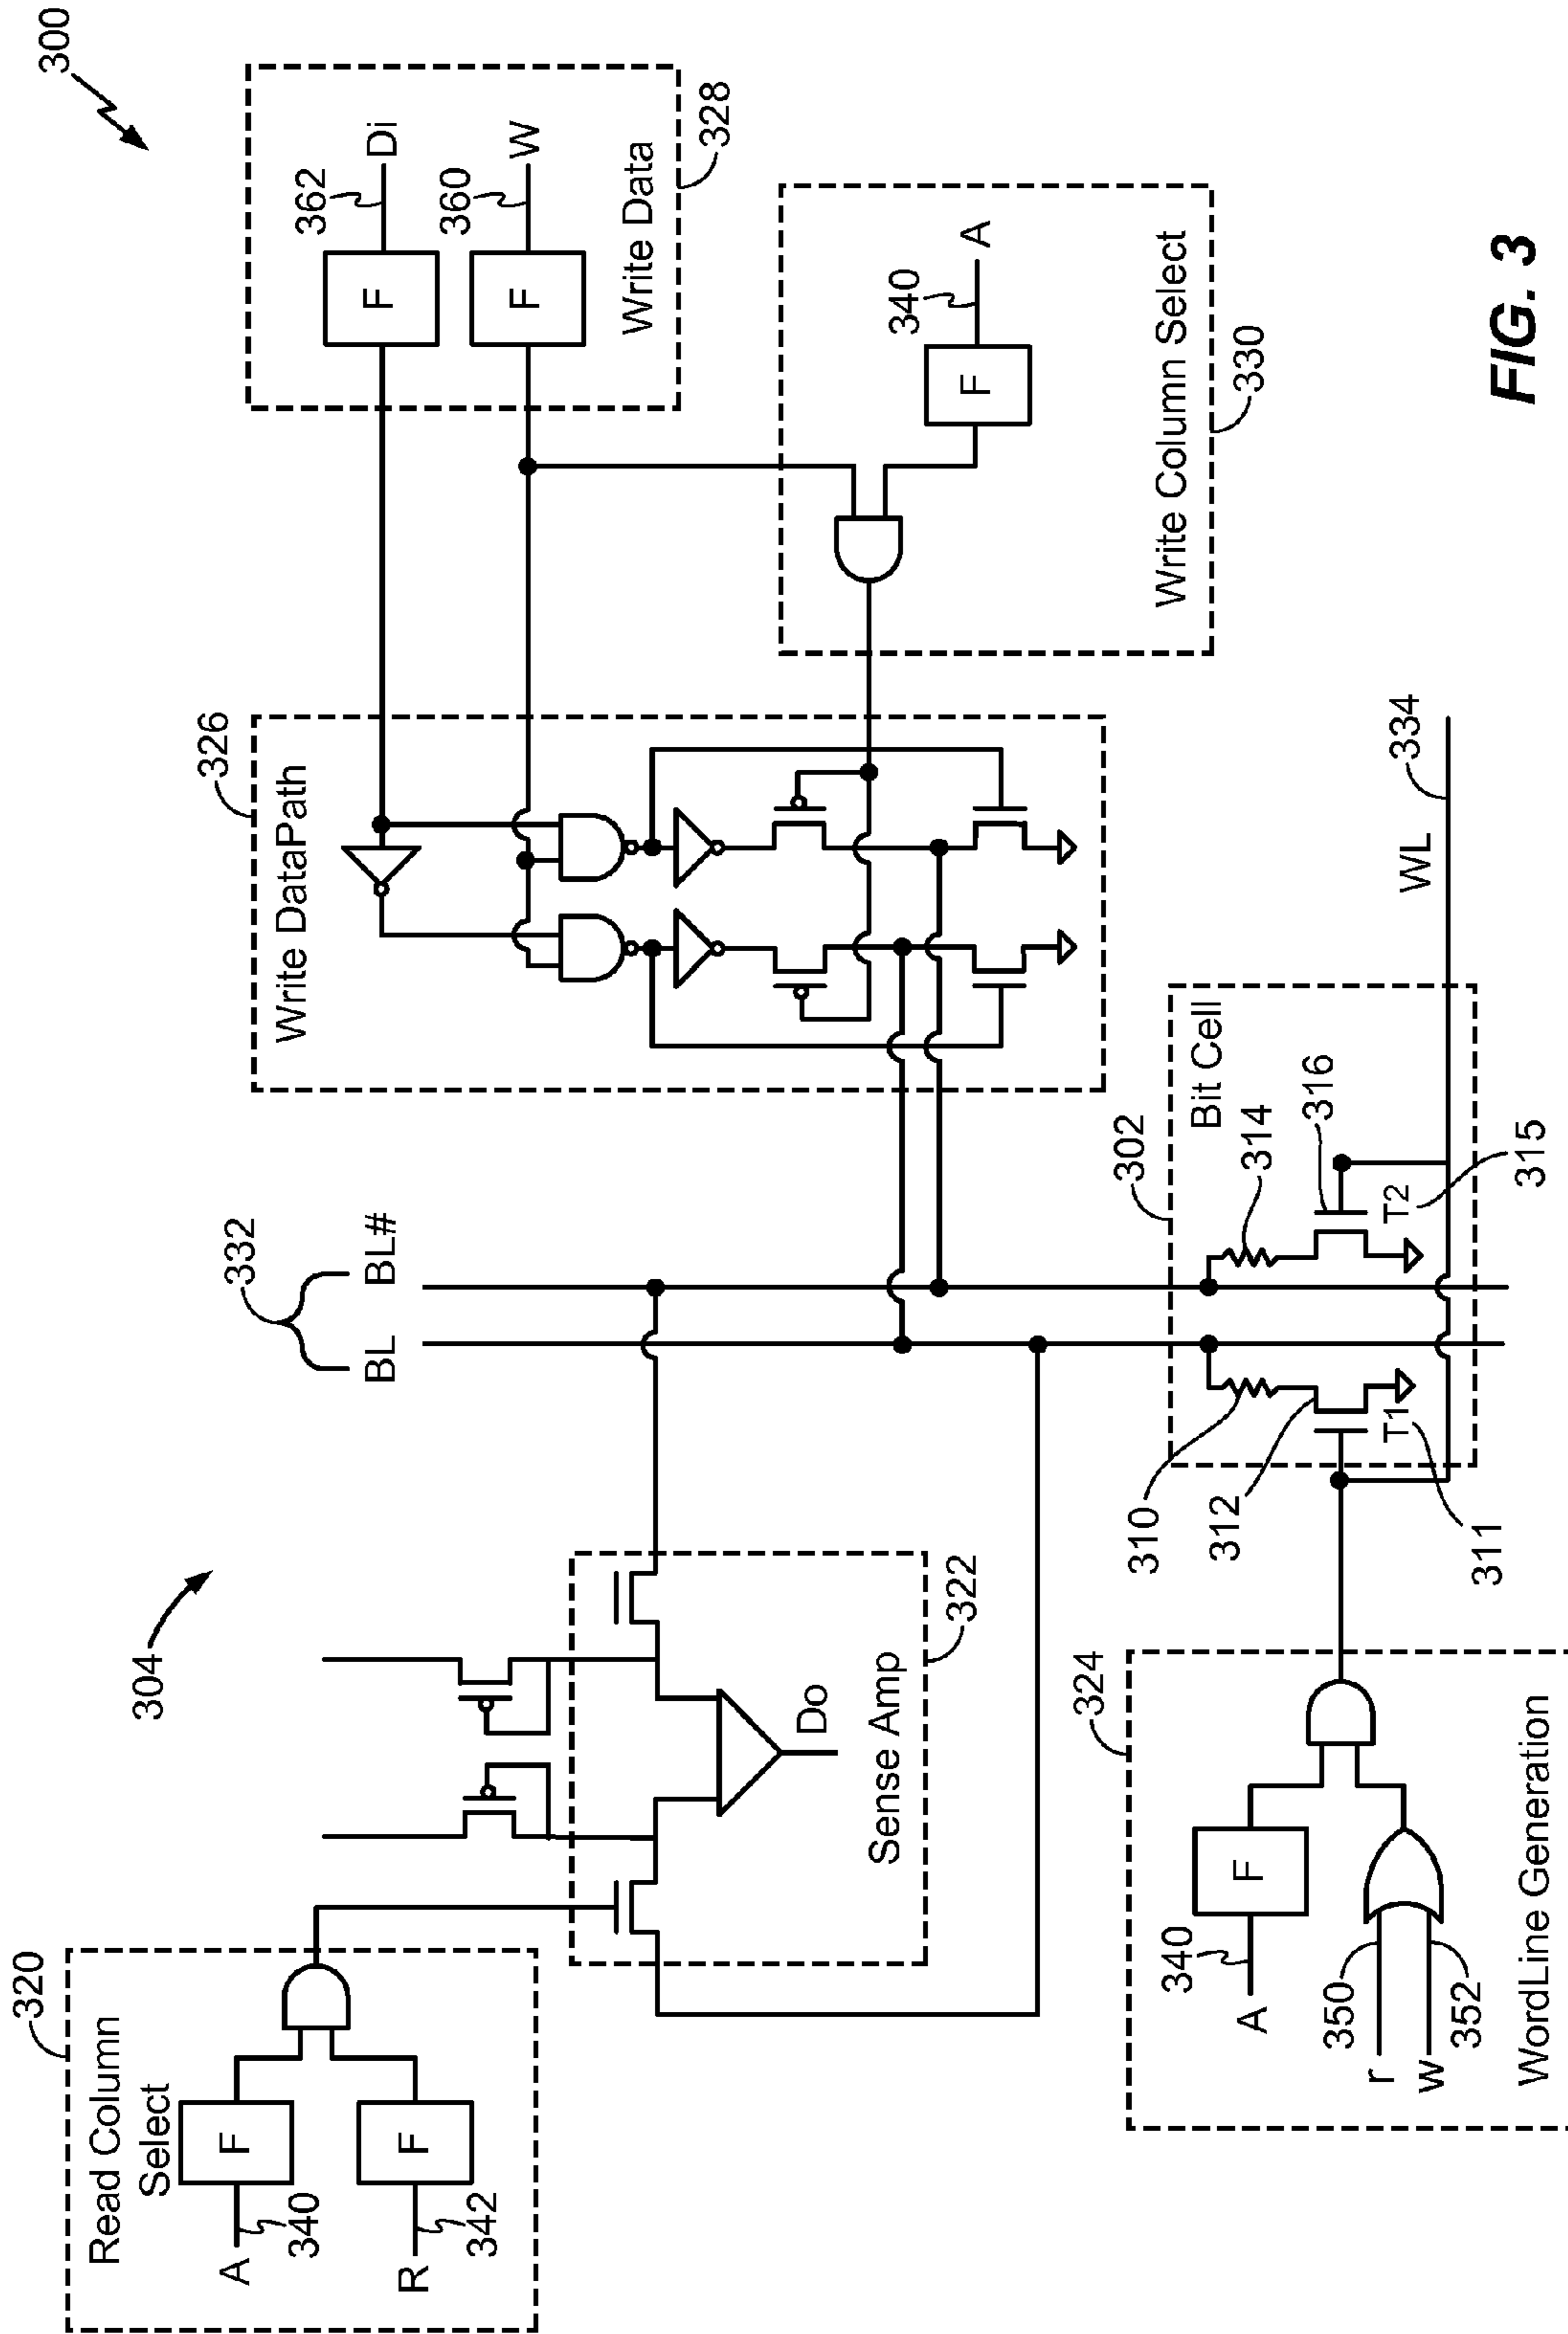 300
304
332
BL
BL#
320
Read Column
Select
F
A
340
F
R
342
322
Sense Amp
Do
326
Write DataPath
F
362
Di
F
360
W
Write Data
328
340
A
F
Write Column Select
330
324
F
340
A
350
r
w
352
WordLine Generation
302
Bit Cell
310
312
T1
311
314
316
T2
315
WL
334
FIG. 3